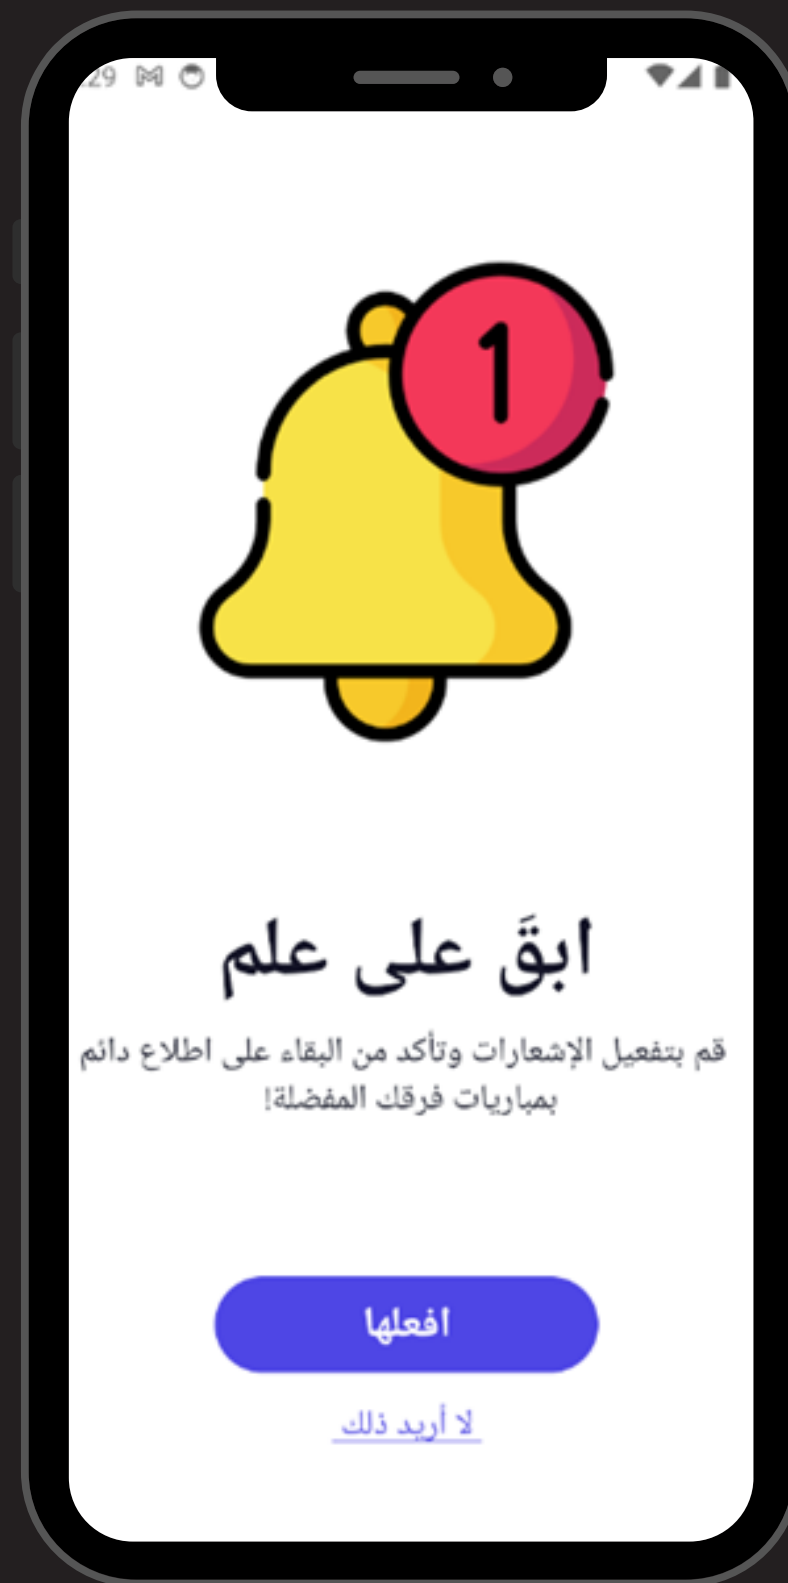 :29
1
ابقَ على علم
قم بتفعيل الإشعارات وتأكد من البقاء على اطلاع دائم
بمباريات فرقك المفضلة!
افعلها
لا أريد ذلك